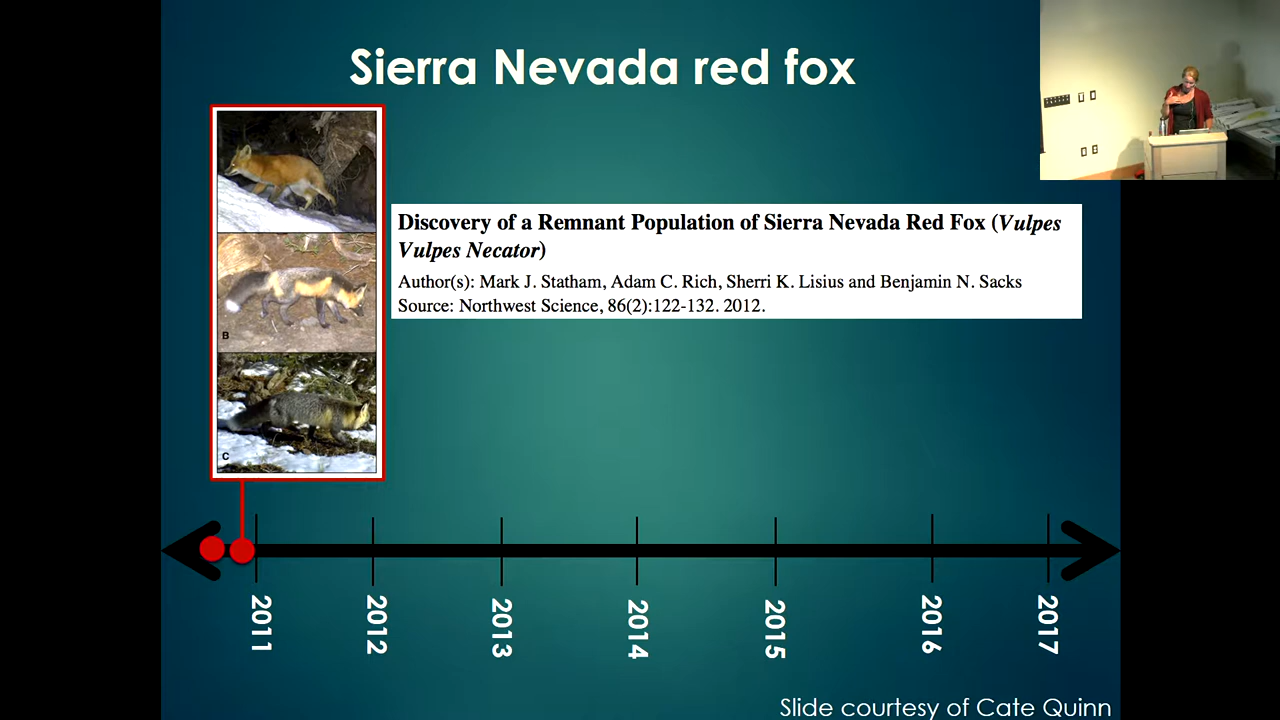 Sierra Nevada red fox
Discovery of a Remnant Population of Sierra Nevada Red Fox (Vulpes
Vulpes Necator)
Author(s): Mark J. Statham, Adam C. Rich, Sherri K. Lisius and Benjamin N. Sacks
Source: Northwest Science, 86(2):122-132. 2012.
B
C
2011
2012
2013
2014
2015
2016
2017
Slide courtesy of Cate Quinn